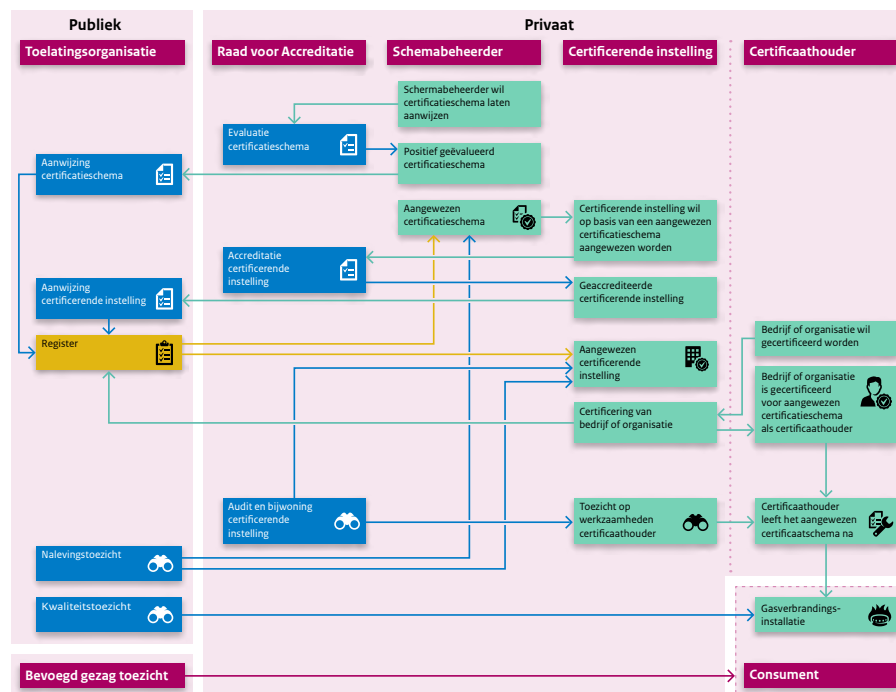 Publiek
Privaat
Toelatingsorganisatie
Raad voor Accreditatie
Schemabeheerder
Certificerende instelling
Certificaathouder
Schermabeheerder wil
certificatieschema laten
aanwijzen
Evaluatie
certificatieschema
Positief geëvalueerd
certificatieschema
Aanwijzing
certificatieschema
Aangewezen
certificatieschema
Certificerende instelling wil
op basis van een aangewezen
certificatieschema
aangewezen worden
Accreditatie
certificerende
instelling
Geaccrediteerde
certificerende instelling
Aanwijzing
certificerende instelling
Register
Aangewezen
certificerende
instelling
Bedrijf of organisatie wil
gecertificeerd worden
Bedrijf of organisatie
is gecertificeerd
voor aangewezen
certificatieschema
als certificaathouder
Certificering van
bedrijf of organisatie
Audit en bijwoning
certificerende
instelling
Toezicht op
werkzaamheden
certificaathouder
Certificaathouder
leeft het aangewezen
certificaatschema na
Nalevingstoezicht
Kwaliteitstoezicht
Gasverbrandings-
installatie
Bevoegd gezag toezicht
Consument